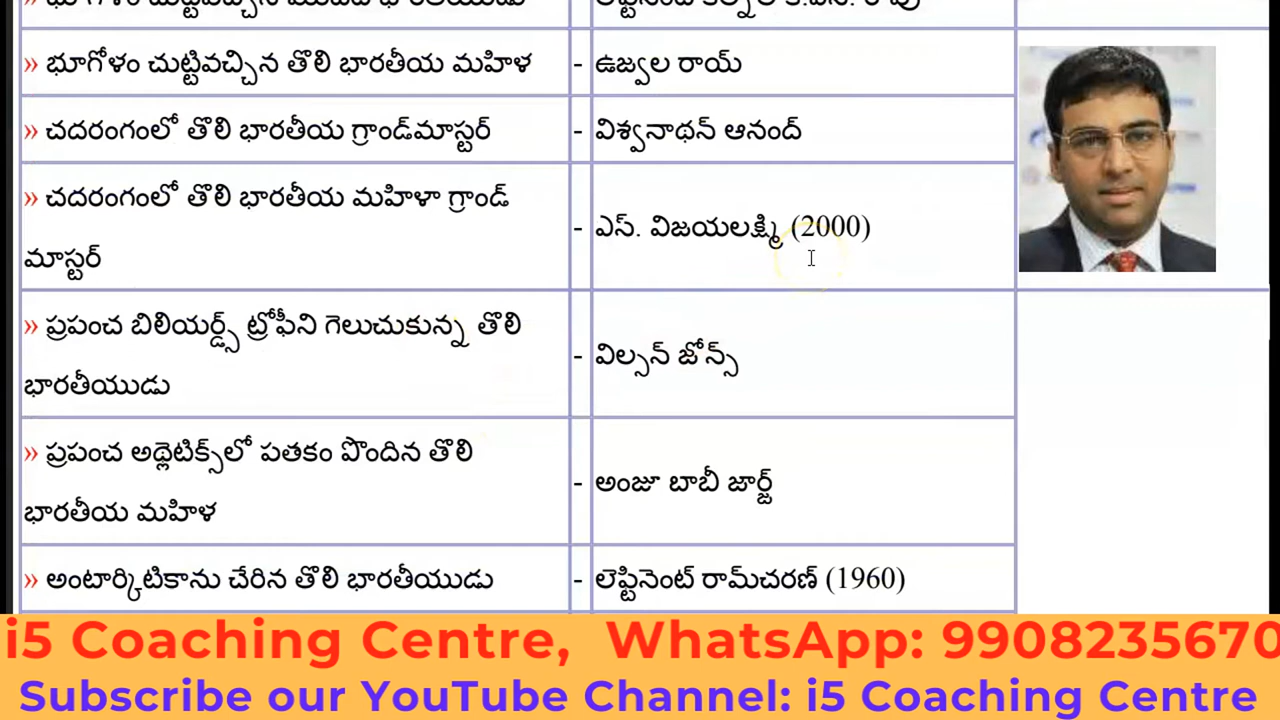 » భూగోళం చుట్టివచ్చిన తొలి భారతీయ మహిళ - ఉజ్వల రాయ్
» చదరంగంలో తొలి భారతీయ గ్రాండ్‌మాస్టర్ - విశ్వనాథన్ ఆనంద్
» చదరంగంలో తొలి భారతీయ మహిళా గ్రాండ్
మాస్టర్ - ఎస్. విజయలక్ష్మి (2000)
» ప్రపంచ బిలియర్డ్స్ ట్రోఫీని గెలుచుకున్న తొలి
భారతీయుడు - విల్సన్ జోన్స్
» ప్రపంచ అథ్లెటిక్స్‌లో పతకం పొందిన తొలి
భారతీయ మహిళ - అంజూ బాబీ జార్జ్
» అంటార్కిటికాను చేరిన తొలి భారతీయుడు - లెఫ్టినెంట్ రామ్‌చరణ్ (1960)
i5 Coaching Centre, WhatsApp: 9908235670
Subscribe our YouTube Channel: i5 Coaching Centre